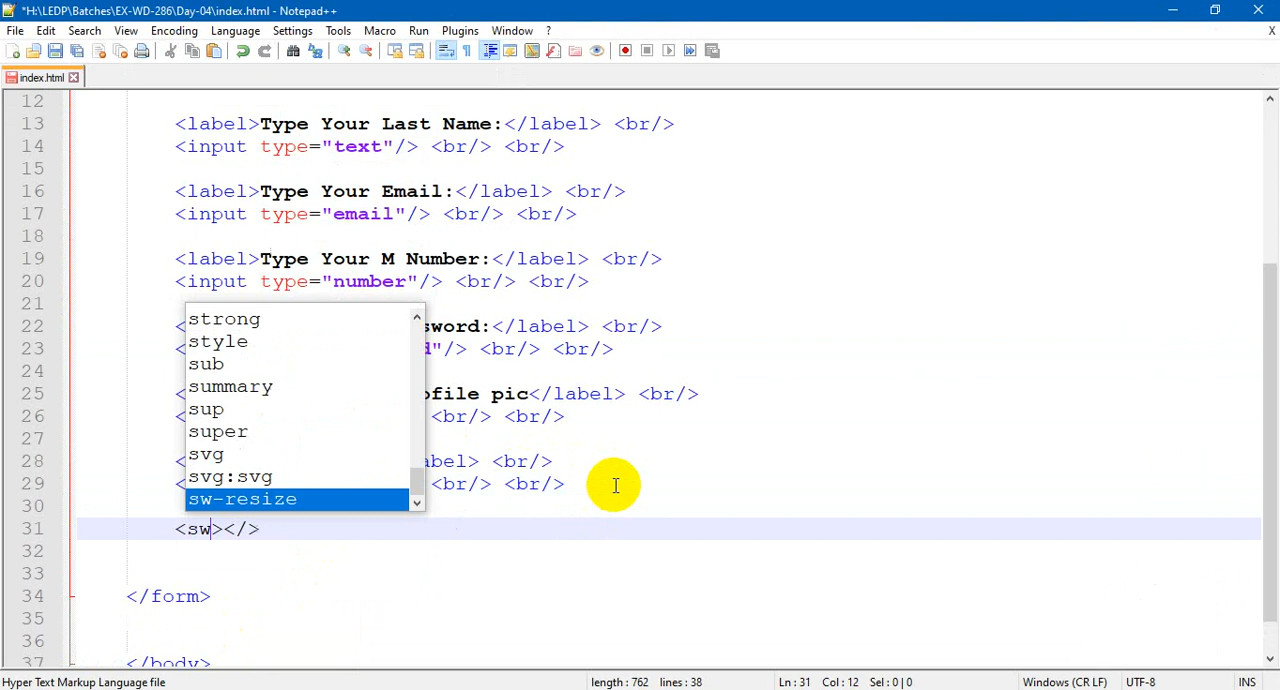 *H:\LEDP\Batches\EX-WD-286\Day-04\index.html - Notepad++
File Edit Search View Encoding Language Settings Tools Macro Run Plugins Window ? X
index.html
12
13 <label>Type Your Last Name:</label> <br/>
14 <input type="text"/> <br/> <br/>
15
16 <label>Type Your Email:</label> <br/>
17 <input type="email"/> <br/> <br/>
18
19 <label>Type Your M Number:</label> <br/>
20 <input type="number"/> <br/> <br/>
21
strong
22 < sword:</label> <br/>
style
23 < d"/> <br/> <br/>
sub
24
summary
25 < ofile pic</label> <br/>
sup
26 < <br/> <br/>
super
27
svg
28 < abel> <br/>
svg:svg
29 < <br/> <br/>
sw-resize
30
31 <sw></>
32
33
34 </form>
35
36
37 </body>
Hyper Text Markup Language file length : 762 lines : 38 Ln : 31 Col : 12 Sel : 0 | 0 Windows (CR LF) UTF-8 INS